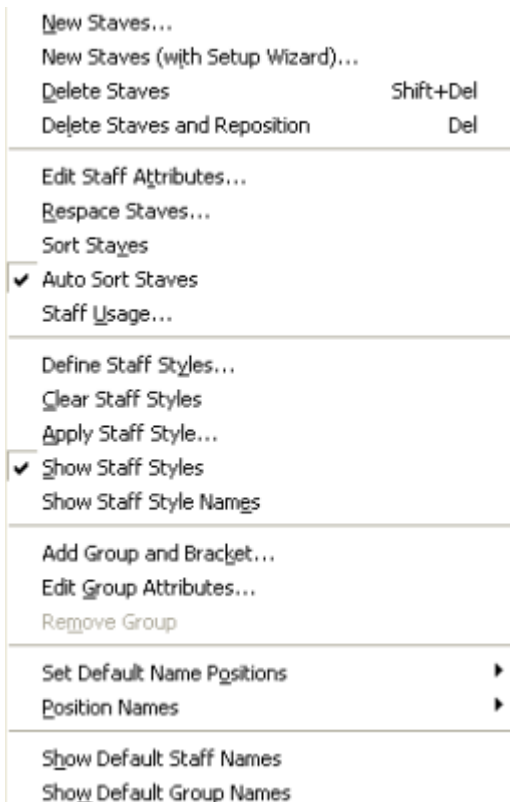 New Staves...
New Staves (with Setup Wizard)...
Delete Staves Shift+Del
Delete Staves and Reposition Del
Edit Staff Attributes...
Respace Staves...
Sort Staves
Auto Sort Staves
Staff Usage...
Define Staff Styles...
Clear Staff Styles
Apply Staff Style...
Show Staff Styles
Show Staff Style Names
Add Group and Bracket...
Edit Group Attributes...
Remove Group
Set Default Name Positions
Position Names
Show Default Staff Names
Show Default Group Names